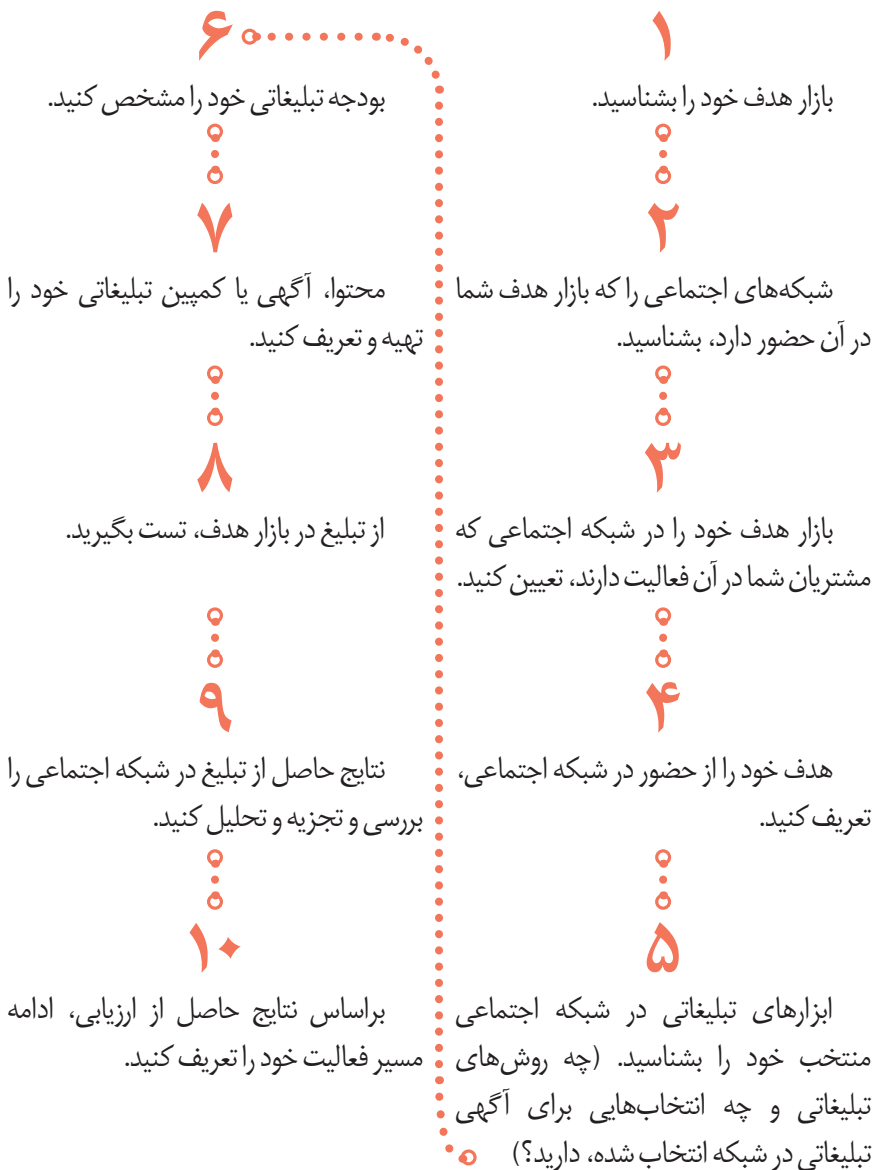 ۱
بازار هدف خود را بشناسید.
۲
شبکه‌های اجتماعی را که بازار هدف شما
در آن حضور دارد، بشناسید.
۳
بازار هدف خود را در شبکه اجتماعی که
مشتریان شما در آن فعالیت دارند، تعیین کنید.
۴
هدف خود را از حضور در شبکه اجتماعی،
تعریف کنید.
۵
ابزارهای تبلیغاتی در شبکه اجتماعی
منتخب خود را بشناسید. (چه روش‌های
تبلیغاتی و چه انتخاب‌هایی برای آگهی
تبلیغاتی در شبکه انتخاب شده، دارید؟)
۶
بودجه تبلیغاتی خود را مشخص کنید.
۷
محتوا، آگهی یا کمپین تبلیغاتی خود را
تهیه و تعریف کنید.
۸
از تبلیغ در بازار هدف، تست بگیرید.
۹
نتایج حاصل از تبلیغ در شبکه اجتماعی را
بررسی و تجزیه و تحلیل کنید.
۱۰
براساس نتایج حاصل از ارزیابی، ادامه
مسیر فعالیت خود را تعریف کنید.